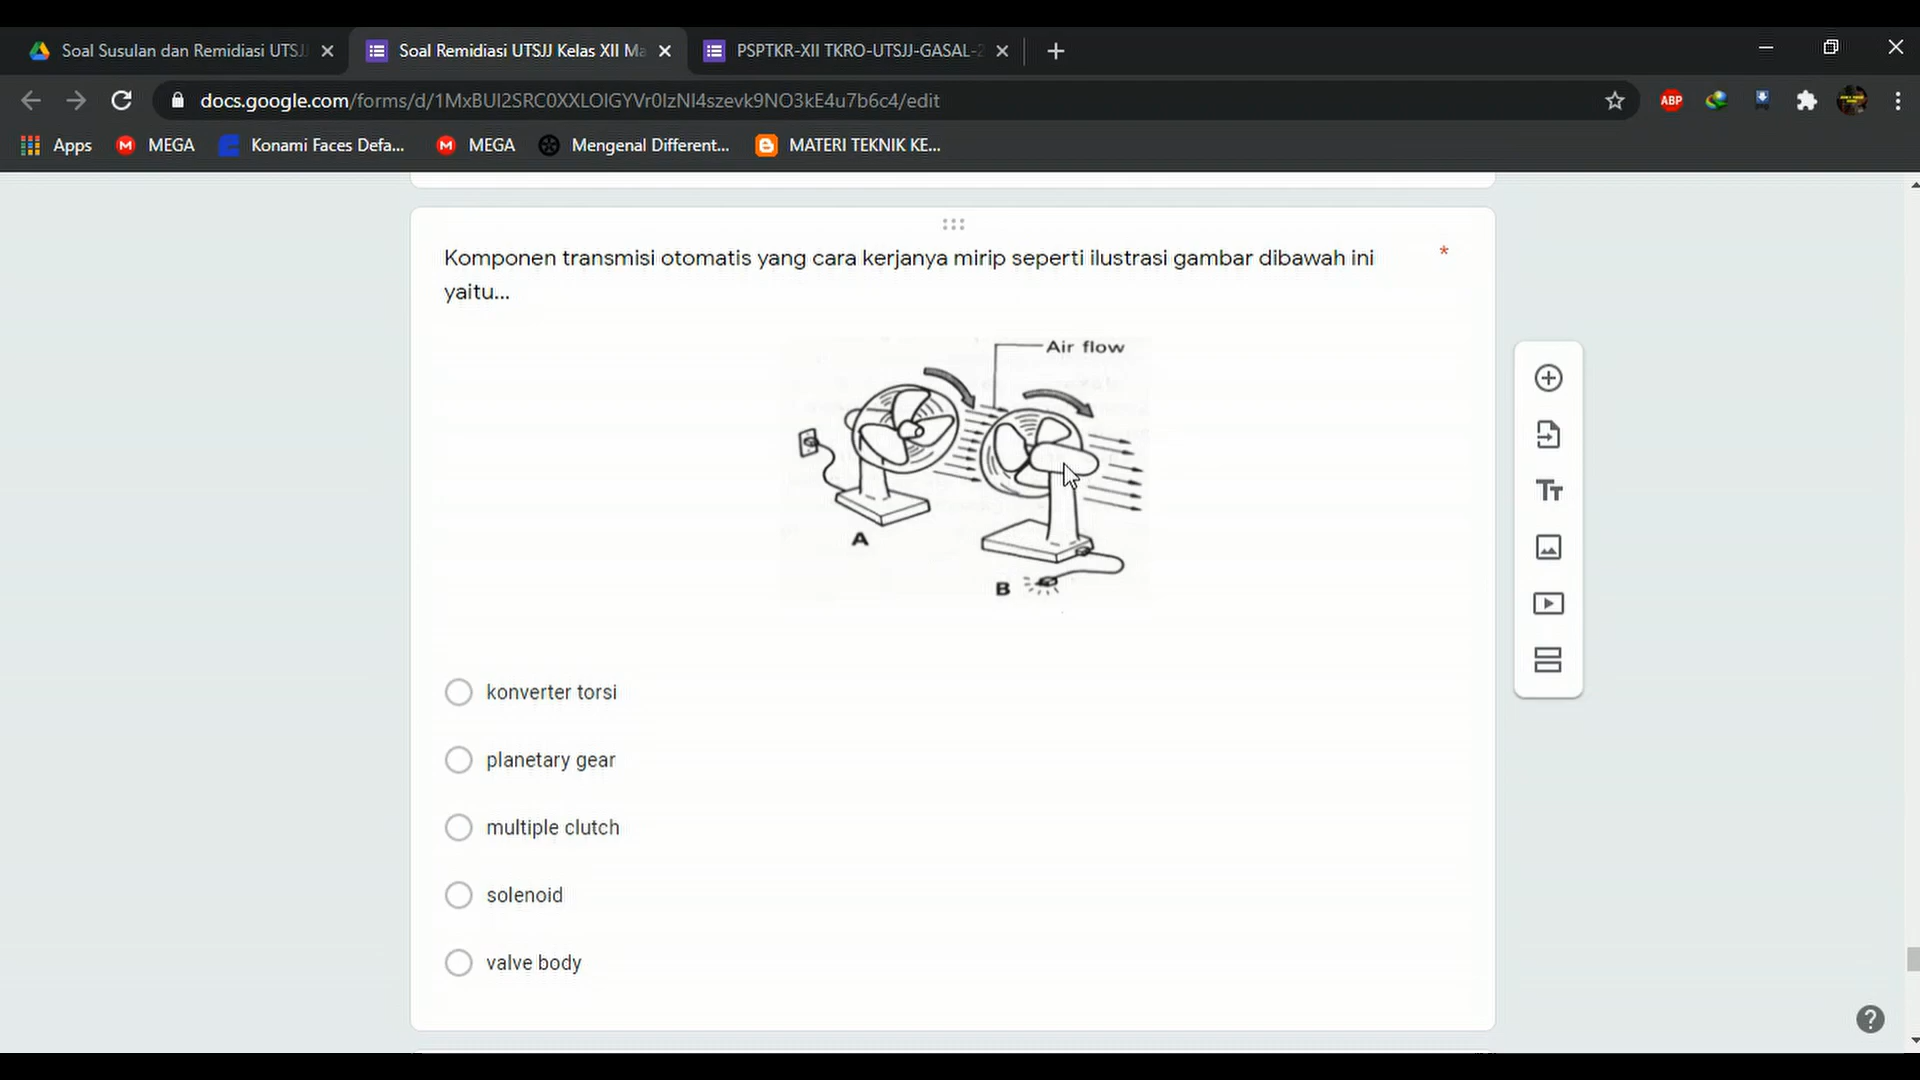 Soal Susulan dan Remidiasi UTSJJ
Soal Remidiasi UTSJJ Kelas XII Ma
PSPTKR-XII TKRO-UTSJJ-GASAL-2
docs.google.com/forms/d/1MxBUI2SRC0XXLOlGYVr0IzNI4szevk9NO3kE4u7b6c4/edit
ABP
Apps
MEGA
Konami Faces Defa...
MEGA
Mengenal Different...
MATERI TEKNIK KE...
Komponen transmisi otomatis yang cara kerjanya mirip seperti ilustrasi gambar dibawah ini
yaitu...
*
Air flow
A
B
konverter torsi
planetary gear
multiple clutch
solenoid
valve body